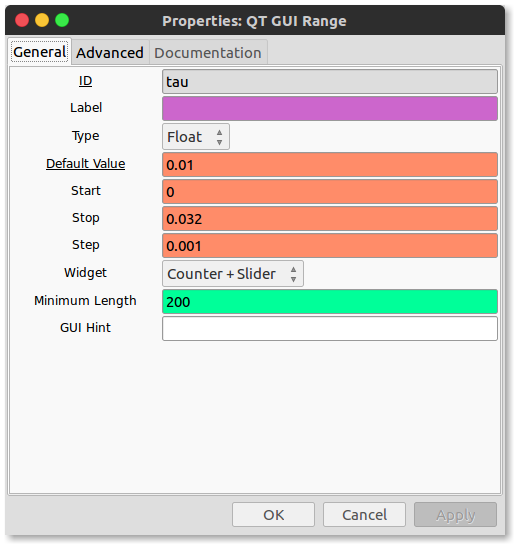 Properties: QT GUI Range
General Advanced Documentation
ID tau
Label
Type Float
Default Value 0.01
Start 0
Stop 0.032
Step 0.001
Widget Counter + Slider
Minimum Length 200
GUI Hint
OK Cancel Apply